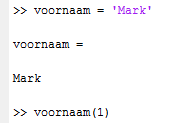 >> voornaam = 'Mark'
voornaam =
Mark
>> voornaam(1)